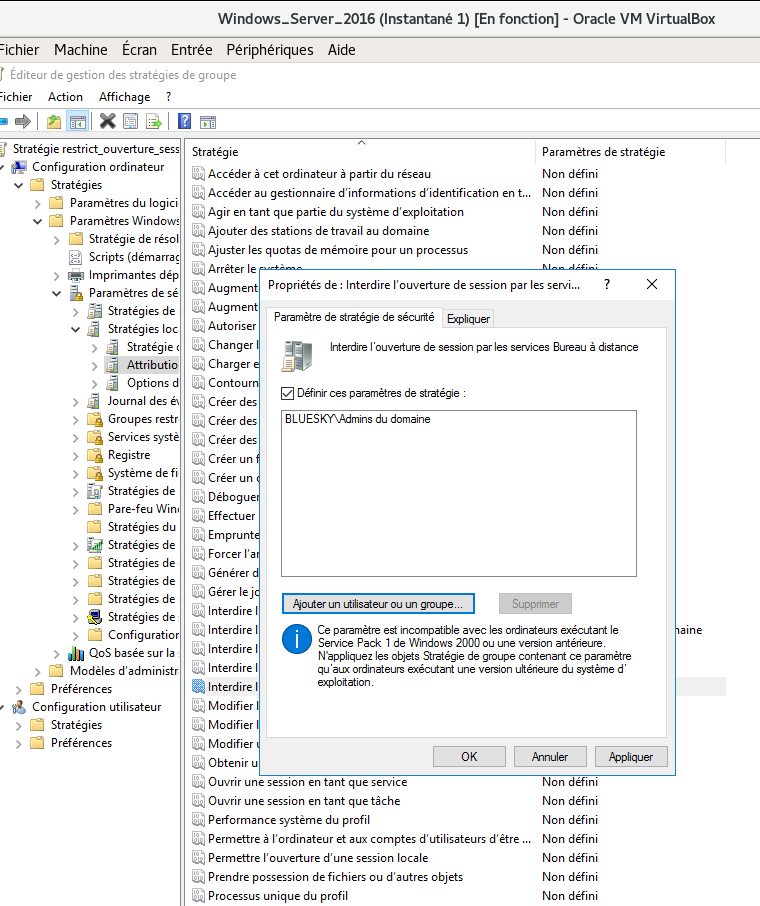 Windows_Server_2016 (Instantané 1) [En fonction] - Oracle VM VirtualBox
Fichier Machine Écran Entrée Périphériques Aide
Éditeur de gestion des stratégies de groupe
Fichier Action Affichage ?
Stratégie restrict_ouverture_sess
Configuration ordinateur
Stratégies
Paramètres du logici
Paramètres Windows
Stratégie de résol
Scripts (démarrag
Imprimantes dép
Paramètres de sé
Stratégies de
Stratégies loca
Stratégie d
Attributio
Options d
Journal des év
Groupes restr
Services systè
Registre
Système de fi
Stratégies de
Pare-feu Wind
Stratégies du
Stratégies de
Stratégies de
Stratégies de
Stratégies de
Stratégies de s
Configuration
QoS basée sur la s
Modèles d'administr
Préférences
Configuration utilisateur
Stratégies
Préférences
Stratégie Paramètres de stratégie
Accéder à cet ordinateur à partir du réseau Non défini
Accéder au gestionnaire d'informations d'identification en t... Non défini
Agir en tant que partie du système d'exploitation Non défini
Ajouter des stations de travail au domaine Non défini
Ajuster les quotas de mémoire pour un processus Non défini
Arrêter le système Non défini
Augment
Augment
Autoriser
Changer l
Charger e
Contourn
Créer des
Créer des
Créer des
Créer un f
Créer un o
Déboguer
Effectuer
Emprunte
Forcer l'ar
Générer d
Gérer le jo
Interdire l'
Interdire l' maine
Interdire l'
Interdire l'
Interdire l'
Modifier l
Modifier l
Modifier u
Obtenir u
Ouvrir une session en tant que service Non défini
Ouvrir une session en tant que tâche Non défini
Performance système du profil Non défini
Permettre à l'ordinateur et aux comptes d'utilisateurs d'être ... Non défini
Permettre l'ouverture d'une session locale Non défini
Prendre possession de fichiers ou d'autres objets Non défini
Processus unique du profil Non défini
Propriétés de : Interdire l'ouverture de session par les servi... ?
Paramètre de stratégie de sécurité Expliquer
Interdire l'ouverture de session par les services Bureau à distance
Définir ces paramètres de stratégie :
BLUESKY\Admins du domaine
Ajouter un utilisateur ou un groupe... Supprimer
Ce paramètre est incompatible avec les ordinateurs exécutant le
Service Pack 1 de Windows 2000 ou une version antérieure.
N'appliquez les objets Stratégie de groupe contenant ce paramètre
qu'aux ordinateurs exécutant une version ultérieure du système d'
exploitation.
OK Annuler Appliquer